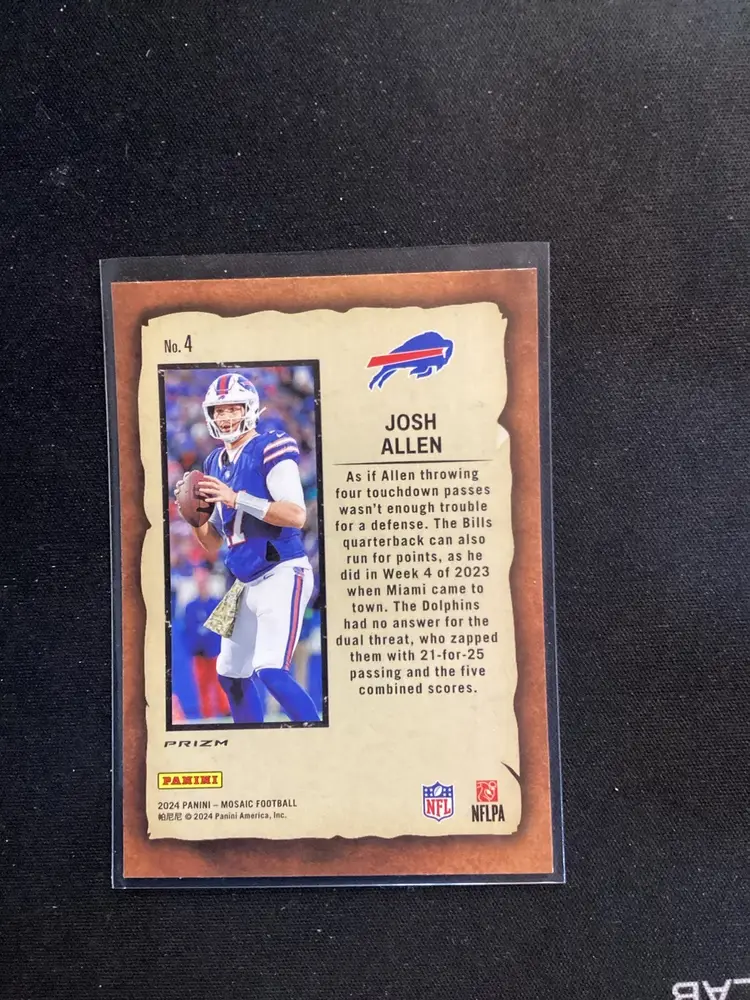 No. 4
JOSH
ALLEN
As if Allen throwing
four touchdown passes
wasn't enough trouble
for a defense. The Bills
quarterback can also
run for points, as he
did in Week 4 of 2023
when Miami came to
town. The Dolphins
had no answer for the
dual threat, who zapped
them with 21-for-25
passing and the five
combined scores.
PRIZM
PANINI
2024 PANINI – MOSAIC FOOTBALL
帕尼尼 © 2024 Panini America, Inc.
NFL
NFLPA
LAB